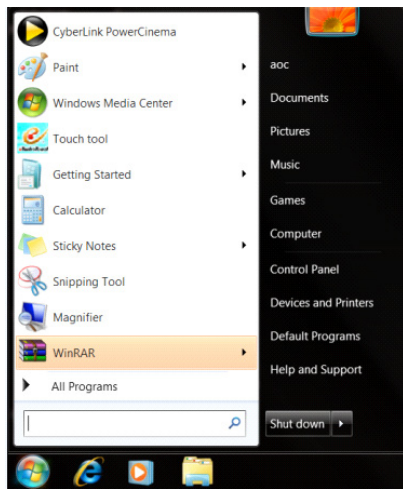 CyberLink PowerCinema
Paint
Windows Media Center
Touch tool
Getting Started
Calculator
Sticky Notes
Snipping Tool
Magnifier
WinRAR
All Programs
aoc
Documents
Pictures
Music
Games
Computer
Control Panel
Devices and Printers
Default Programs
Help and Support
Shut down